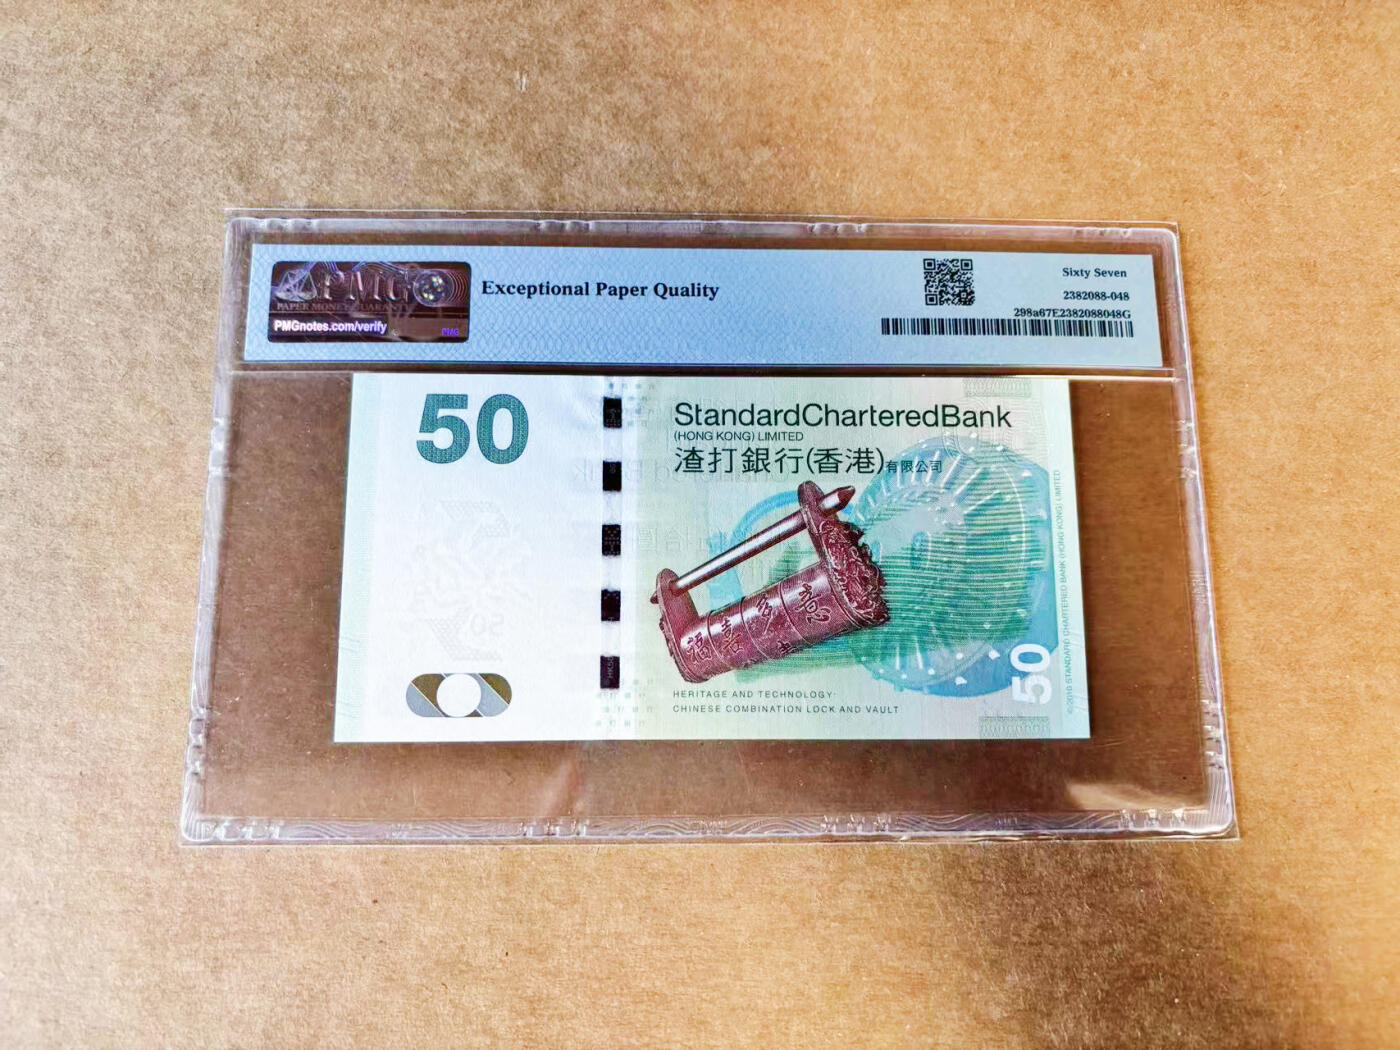 PMG
PAPER MONEY GUARANTY
PMGnotes.com/verify
PMG
Exceptional Paper Quality
Sixty Seven
2382088-048
298a67E2382088048G
50
StandardCharteredBank
(HONG KONG) LIMITED
渣打銀行(香港)有限公司
HERITAGE AND TECHNOLOGY:
CHINESE COMBINATION LOCK AND VAULT
50
©2010 STANDARD CHARTERED BANK (HONG KONG) LIMITED